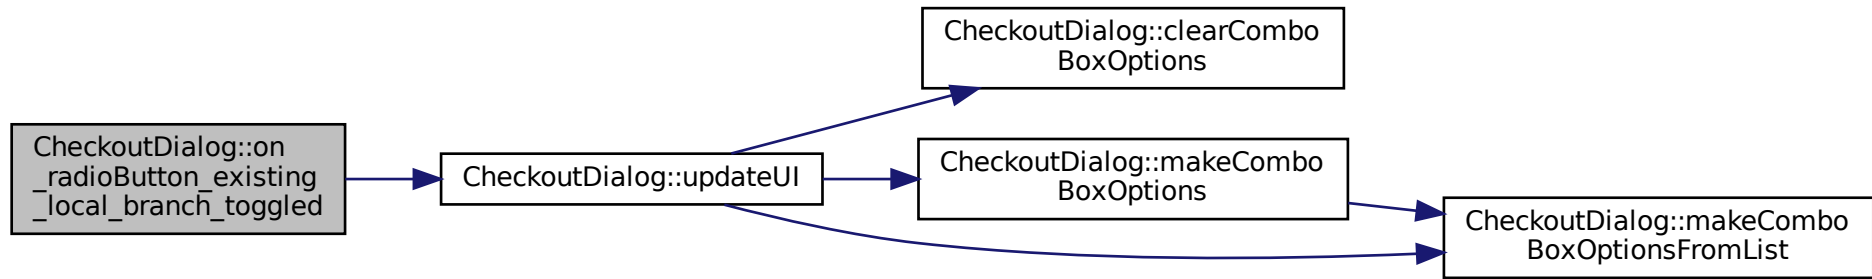 CheckoutDialog::on
_radioButton_existing
_local_branch_toggled
CheckoutDialog::updateUI
CheckoutDialog::clearCombo
BoxOptions
CheckoutDialog::makeCombo
BoxOptions
CheckoutDialog::makeCombo
BoxOptionsFromList